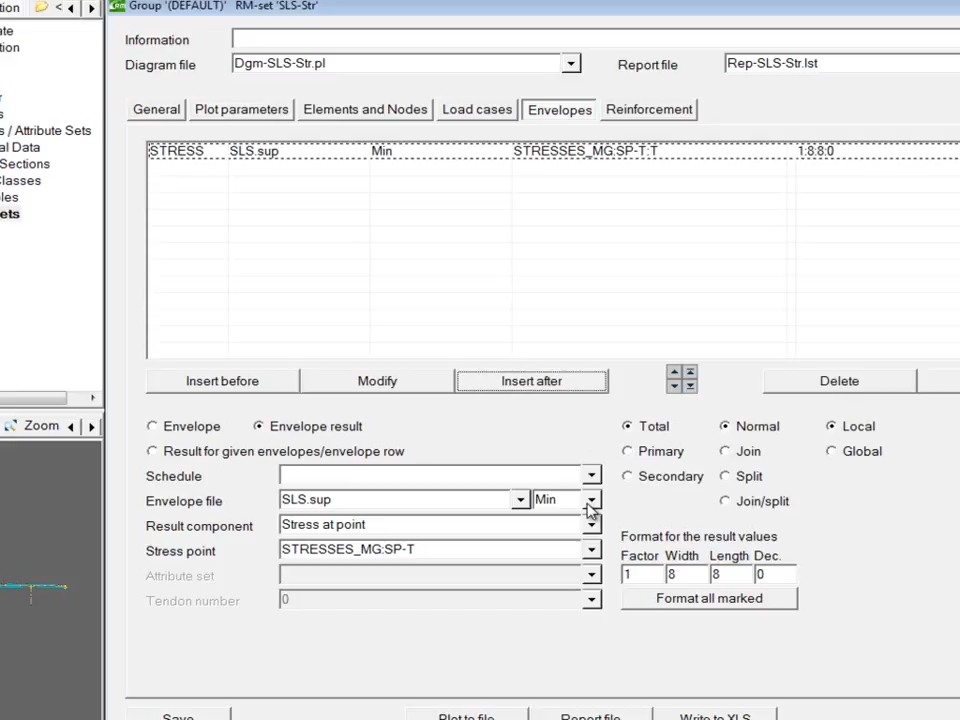 tion <
Group '(DEFAULT)' RM-set 'SLS-Str'
ate
tion
r
s
s / Attribute Sets
al Data
Sections
Classes
les
ets
Zoom
Information
Diagram file Dgm-SLS-Str.pl Report file Rep-SLS-Str.lst
General Plot parameters Elements and Nodes Load cases Envelopes Reinforcement
STRESS SLS.sup Min STRESSES_MG:SP-T:T 1:8:8:0
Insert before Modify Insert after Delete
Envelope Envelope result Total Normal Local
Result for given envelopes/envelope row Primary Join Global
Schedule Secondary Split
Envelope file SLS.sup Min Join/split
Result component Stress at point
Format for the result values
Stress point STRESSES_MG:SP-T Factor Width Length Dec.
Attribute set 1 8 8 0
Tendon number 0 Format all marked
Save Plot to file Report file Write to XLS